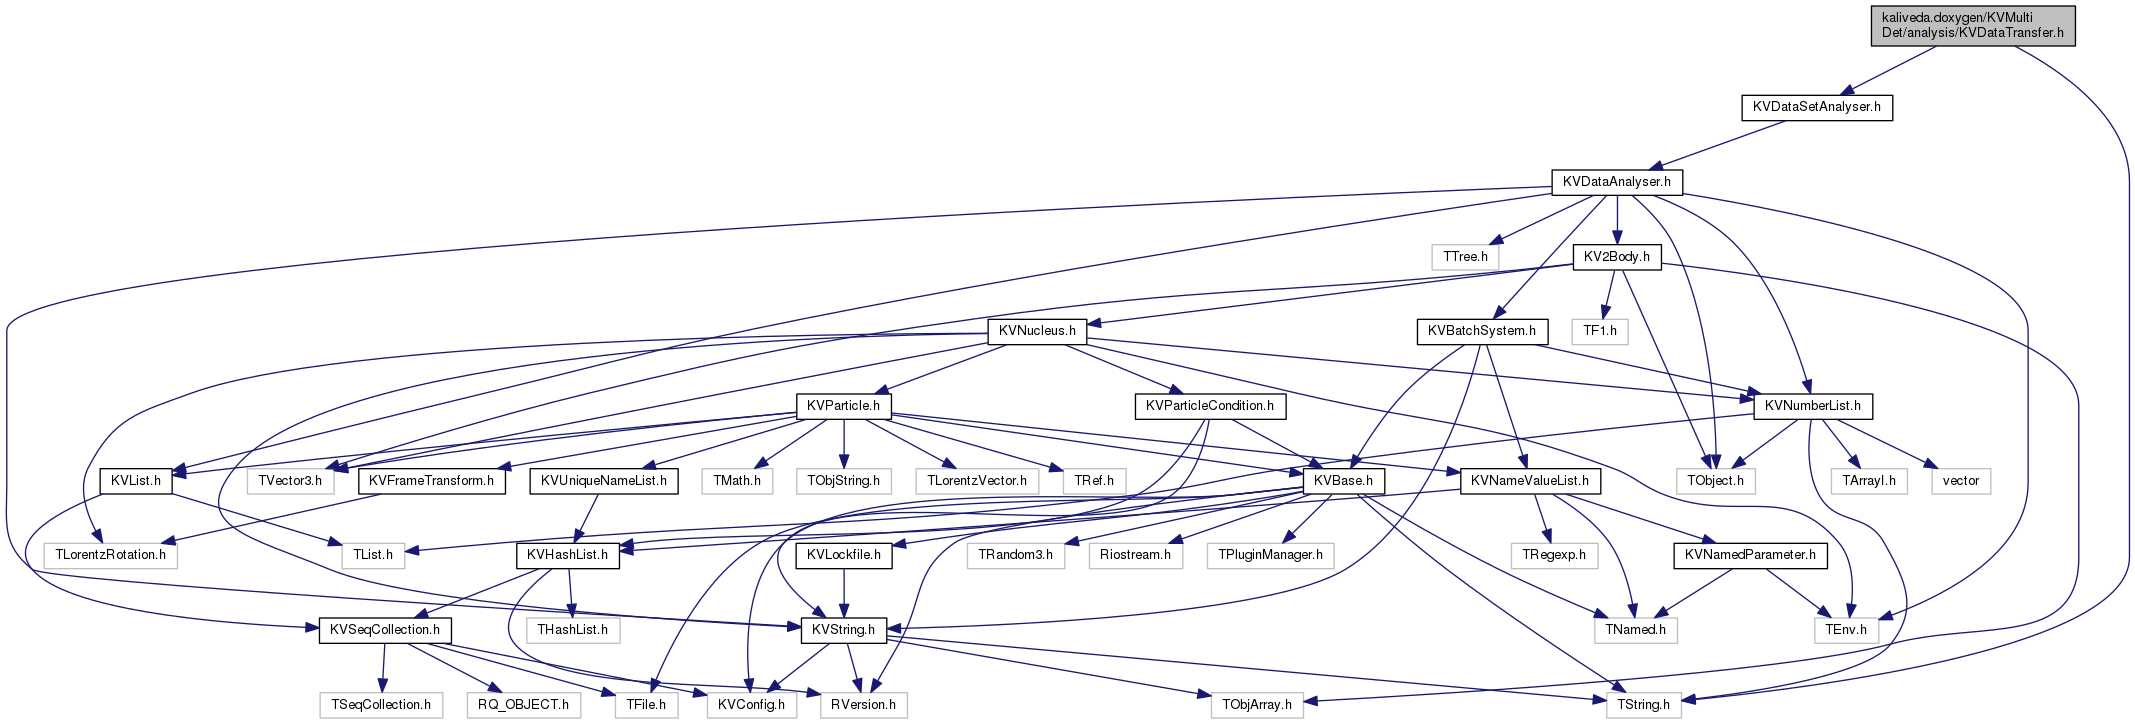 kaliveda.doxygen/KVMulti
Det/analysis/KVDataTransfer.h
KVDataSetAnalyser.h
KVDataAnalyser.h
TTree.h
KV2Body.h
KVNucleus.h
KVBatchSystem.h
TF1.h
KVParticle.h
KVParticleCondition.h
KVNumberList.h
KVList.h
TVector3.h
KVFrameTransform.h
KVUniqueNameList.h
TMath.h
TObjString.h
TLorentzVector.h
TRef.h
KVBase.h
KVNameValueList.h
TObject.h
TArrayI.h
vector
TLorentzRotation.h
TList.h
KVHashList.h
KVLockfile.h
TRandom3.h
Riostream.h
TPluginManager.h
TRegexp.h
KVNamedParameter.h
KVSeqCollection.h
THashList.h
KVString.h
TNamed.h
TEnv.h
TSeqCollection.h
RQ_OBJECT.h
TFile.h
KVConfig.h
RVersion.h
TObjArray.h
TString.h